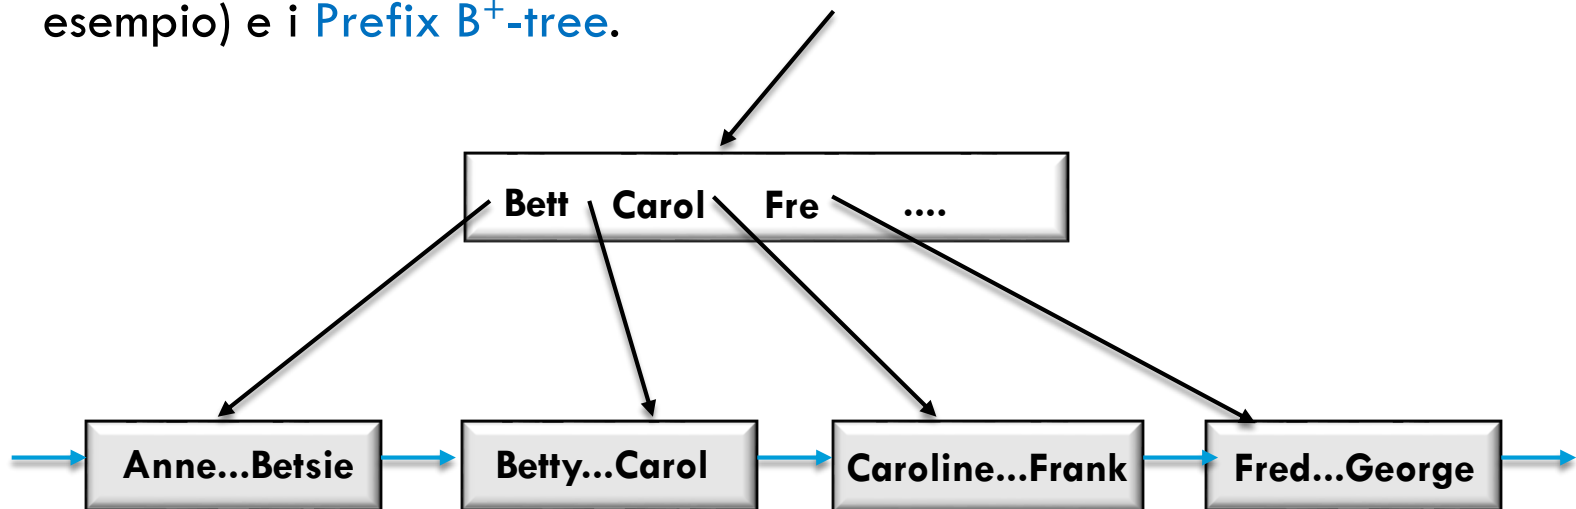 esempio) e i Prefix B⁺-tree.
Bett Carol Fre ....
Anne...Betsie Betty...Carol Caroline...Frank Fred...George